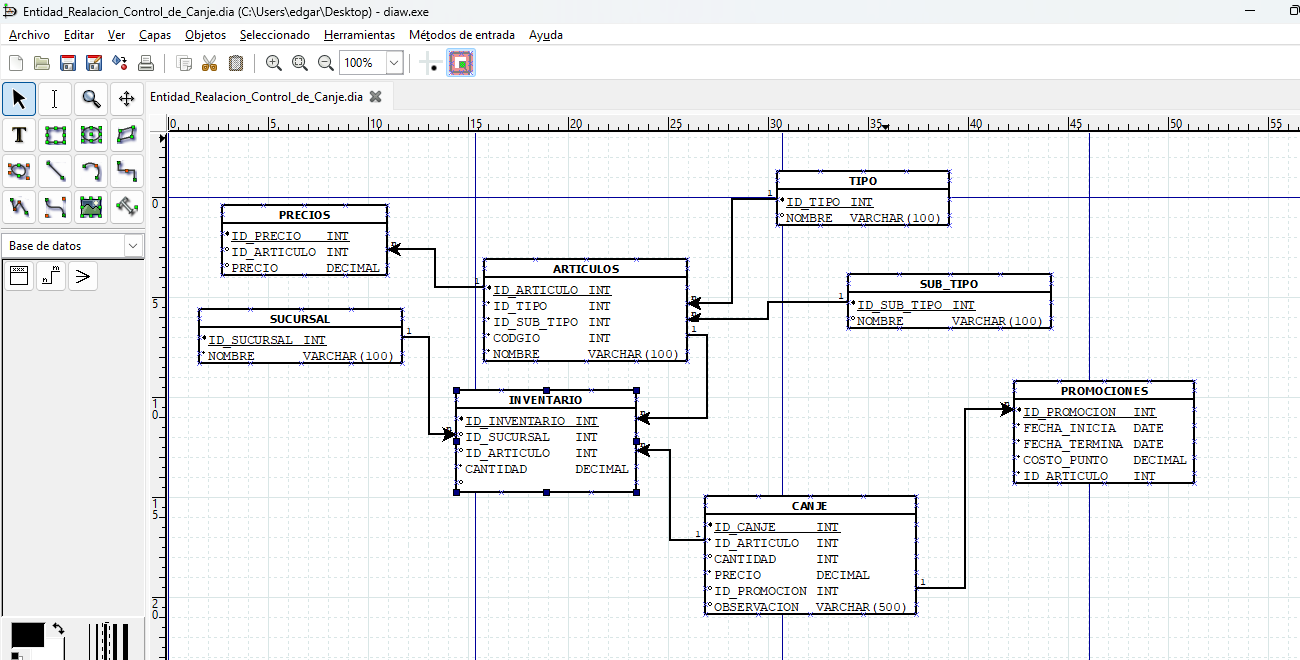 Entidad_Realacion_Control_de_Canje.dia (C:\Users\edgar\Desktop) - diaw.exe
Archivo Editar Ver Capas Objetos Seleccionado Herramientas Métodos de entrada Ayuda
100%
Entidad_Realacion_Control_de_Canje.dia
0 5 10 15 20 25 30 35 40 45 50 55
T
Base de datos
0
5
10
15
20
TIPO
1
ID_TIPO INT
NOMBRE VARCHAR(100)
PRECIOS
ID_PRECIO INT
ID_ARTICULO INT
PRECIO DECIMAL
n
1
ARTICULOS
ID_ARTICULO INT
ID_TIPO INT
ID_SUB_TIPO INT
CODGIO INT
NOMBRE VARCHAR(100)
n
n
1
SUB_TIPO
1
ID_SUB_TIPO INT
NOMBRE VARCHAR(100)
SUCURSAL
ID_SUCURSAL INT
NOMBRE VARCHAR(100)
1
INVENTARIO
ID_INVENTARIO INT
ID_SUCURSAL INT
ID_ARTICULO INT
CANTIDAD DECIMAL
n
n
n
PROMOCIONES
n
ID_PROMOCION INT
FECHA_INICIA DATE
FECHA_TERMINA DATE
COSTO_PUNTO DECIMAL
ID_ARTICULO INT
CANJE
ID_CANJE INT
1
ID_ARTICULO INT
CANTIDAD INT
PRECIO DECIMAL
ID_PROMOCION INT
1
OBSERVACION VARCHAR(500)